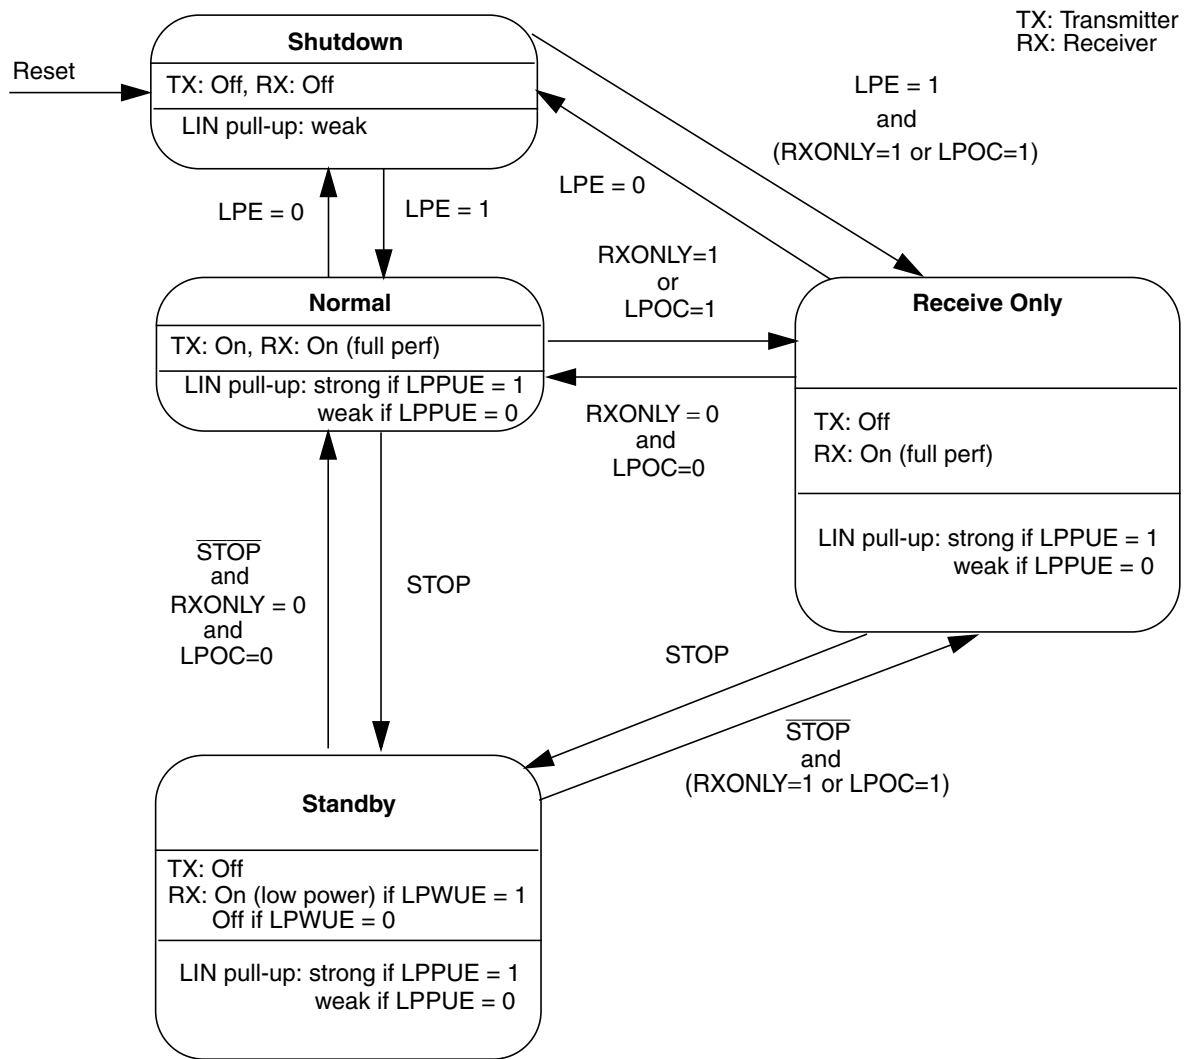 TX: Transmitter
RX: Receiver
Reset
Shutdown
TX: Off, RX: Off
LIN pull-up: weak
LPE = 1
and
(RXONLY=1 or LPOC=1)
LPE = 0
LPE = 0
LPE = 1
RXONLY=1
or
LPOC=1
Normal
TX: On, RX: On (full perf)
LIN pull-up: strong if LPPUE = 1
weak if LPPUE = 0
RXONLY = 0
and
LPOC=0
Receive Only
TX: Off
RX: On (full perf)
LIN pull-up: strong if LPPUE = 1
weak if LPPUE = 0
S̅T̅O̅P̅
and
RXONLY = 0
and
LPOC=0
STOP
STOP
S̅T̅O̅P̅
and
(RXONLY=1 or LPOC=1)
Standby
TX: Off
RX: On (low power) if LPWUE = 1
Off if LPWUE = 0
LIN pull-up: strong if LPPUE = 1
weak if LPPUE = 0